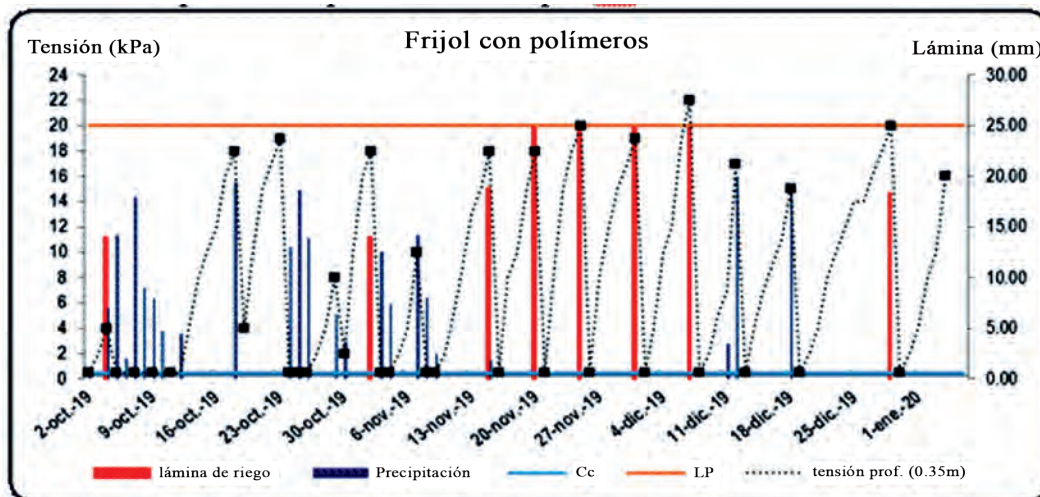 Frijol con polímeros
Tensión (kPa)
Lámina (mm)
24
22
20
18
16
14
12
10
8
6
4
2
0
30.00
25.00
20.00
15.00
10.00
5.00
0.00
2-oct.-19
9-oct.-19
16-oct.-19
23-oct.-19
30-oct.-19
6-nov.-19
13-nov.-19
20-nov.-19
27-nov.-19
4-dic.-19
11-dic.-19
18-dic.-19
25-dic.-19
1-ene.-20
lámina de riego
Precipitación
Cc
LP
tensión prof. (0.35m)